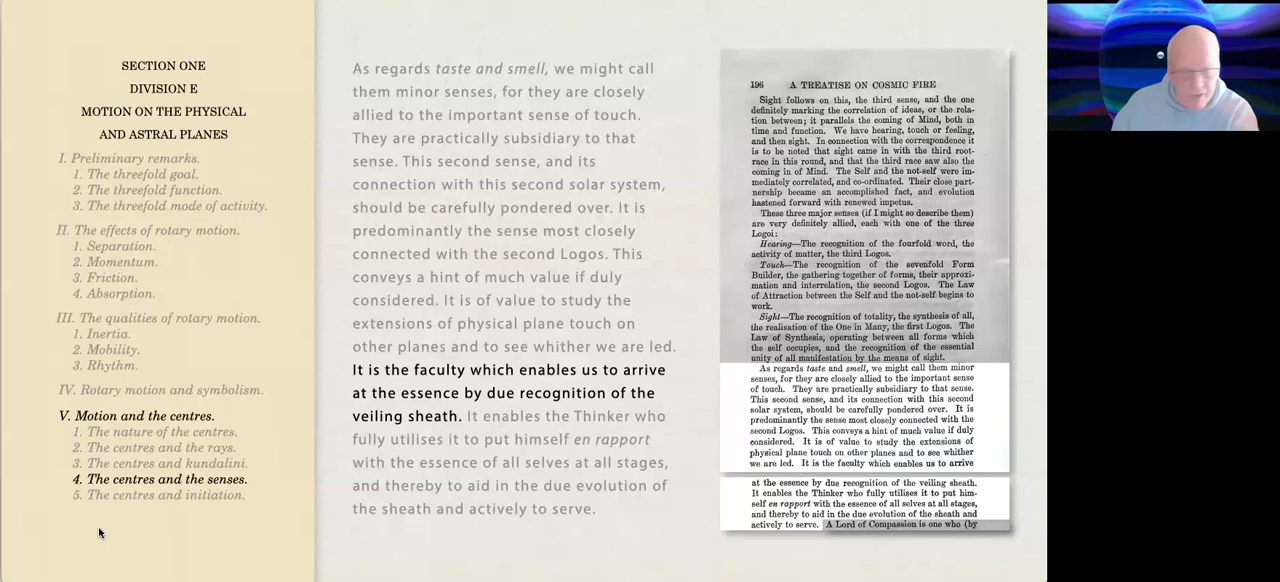 SECTION ONE
DIVISION E
MOTION ON THE PHYSICAL
AND ASTRAL PLANES
I. Preliminary remarks.
1. The threefold goal.
2. The threefold function.
3. The threefold mode of activity.
II. The effects of rotary motion.
1. Separation.
2. Momentum.
3. Friction.
4. Absorption.
III. The qualities of rotary motion.
1. Inertia.
2. Mobility.
3. Rhythm.
IV. Rotary motion and symbolism.
V. Motion and the centres.
1. The nature of the centres.
2. The centres and the rays.
3. The centres and kundalini.
4. The centres and the senses.
5. The centres and initiation.
As regards taste and smell, we might call
them minor senses, for they are closely
allied to the important sense of touch.
They are practically subsidiary to that
sense. This second sense, and its
connection with this second solar system,
should be carefully pondered over. It is
predominantly the sense most closely
connected with the second Logos. This
conveys a hint of much value if duly
considered. It is of value to study the
extensions of physical plane touch on
other planes and to see whither we are led.
It is the faculty which enables us to arrive
at the essence by due recognition of the
veiling sheath. It enables the Thinker who
fully utilises it to put himself en rapport
with the essence of all selves at all stages,
and thereby to aid in the due evolution of
the sheath and actively to serve.
196 A TREATISE ON COSMIC FIRE
Sight follows on this, the third sense, and the one
definitely marking the correlation of ideas, or the rela-
tion between; it parallels the coming of Mind, both in
time and function. We have hearing, touch or feeling,
and then sight. In connection with the correspondence it
is to be noted that sight came in with the third root-
race in this round, and that the third race saw also the
coming in of Mind. The Self and the not-self were im-
mediately correlated, and co-ordinated. Their close part-
nership became an accomplished fact, and evolution
hastened forward with renewed impetus.
These three major senses (if I might so describe them)
are very definitely allied, each with one of the three
Logoi:
Hearing—The recognition of the fourfold word, the
activity of matter, the third Logos.
Touch—The recognition of the sevenfold Form
Builder, the gathering together of forms, their approxi-
mation and interrelation, the second Logos. The Law
of Attraction between the Self and the not-self begins to
work.
Sight—The recognition of totality, the synthesis of all,
the realisation of the One in Many, the first Logos. The
Law of Synthesis, operating between all forms which
the self occupies, and the recognition of the essential
unity of all manifestation by the means of sight.
As regards taste and smell, we might call them minor
senses, for they are closely allied to the important sense
of touch. They are practically subsidiary to that sense.
This second sense, and its connection with this second
solar system, should be carefully pondered over. It is
predominantly the sense most closely connected with the
second Logos. This conveys a hint of much value if duly
considered. It is of value to study the extensions of
physical plane touch on other planes and to see whither
we are led. It is the faculty which enables us to arrive
at the essence by due recognition of the veiling sheath.
It enables the Thinker who fully utilises it to put him-
self en rapport with the essence of all selves at all stages,
and thereby to aid in the due evolution of the sheath and
actively to serve. A Lord of Compassion is one who (by